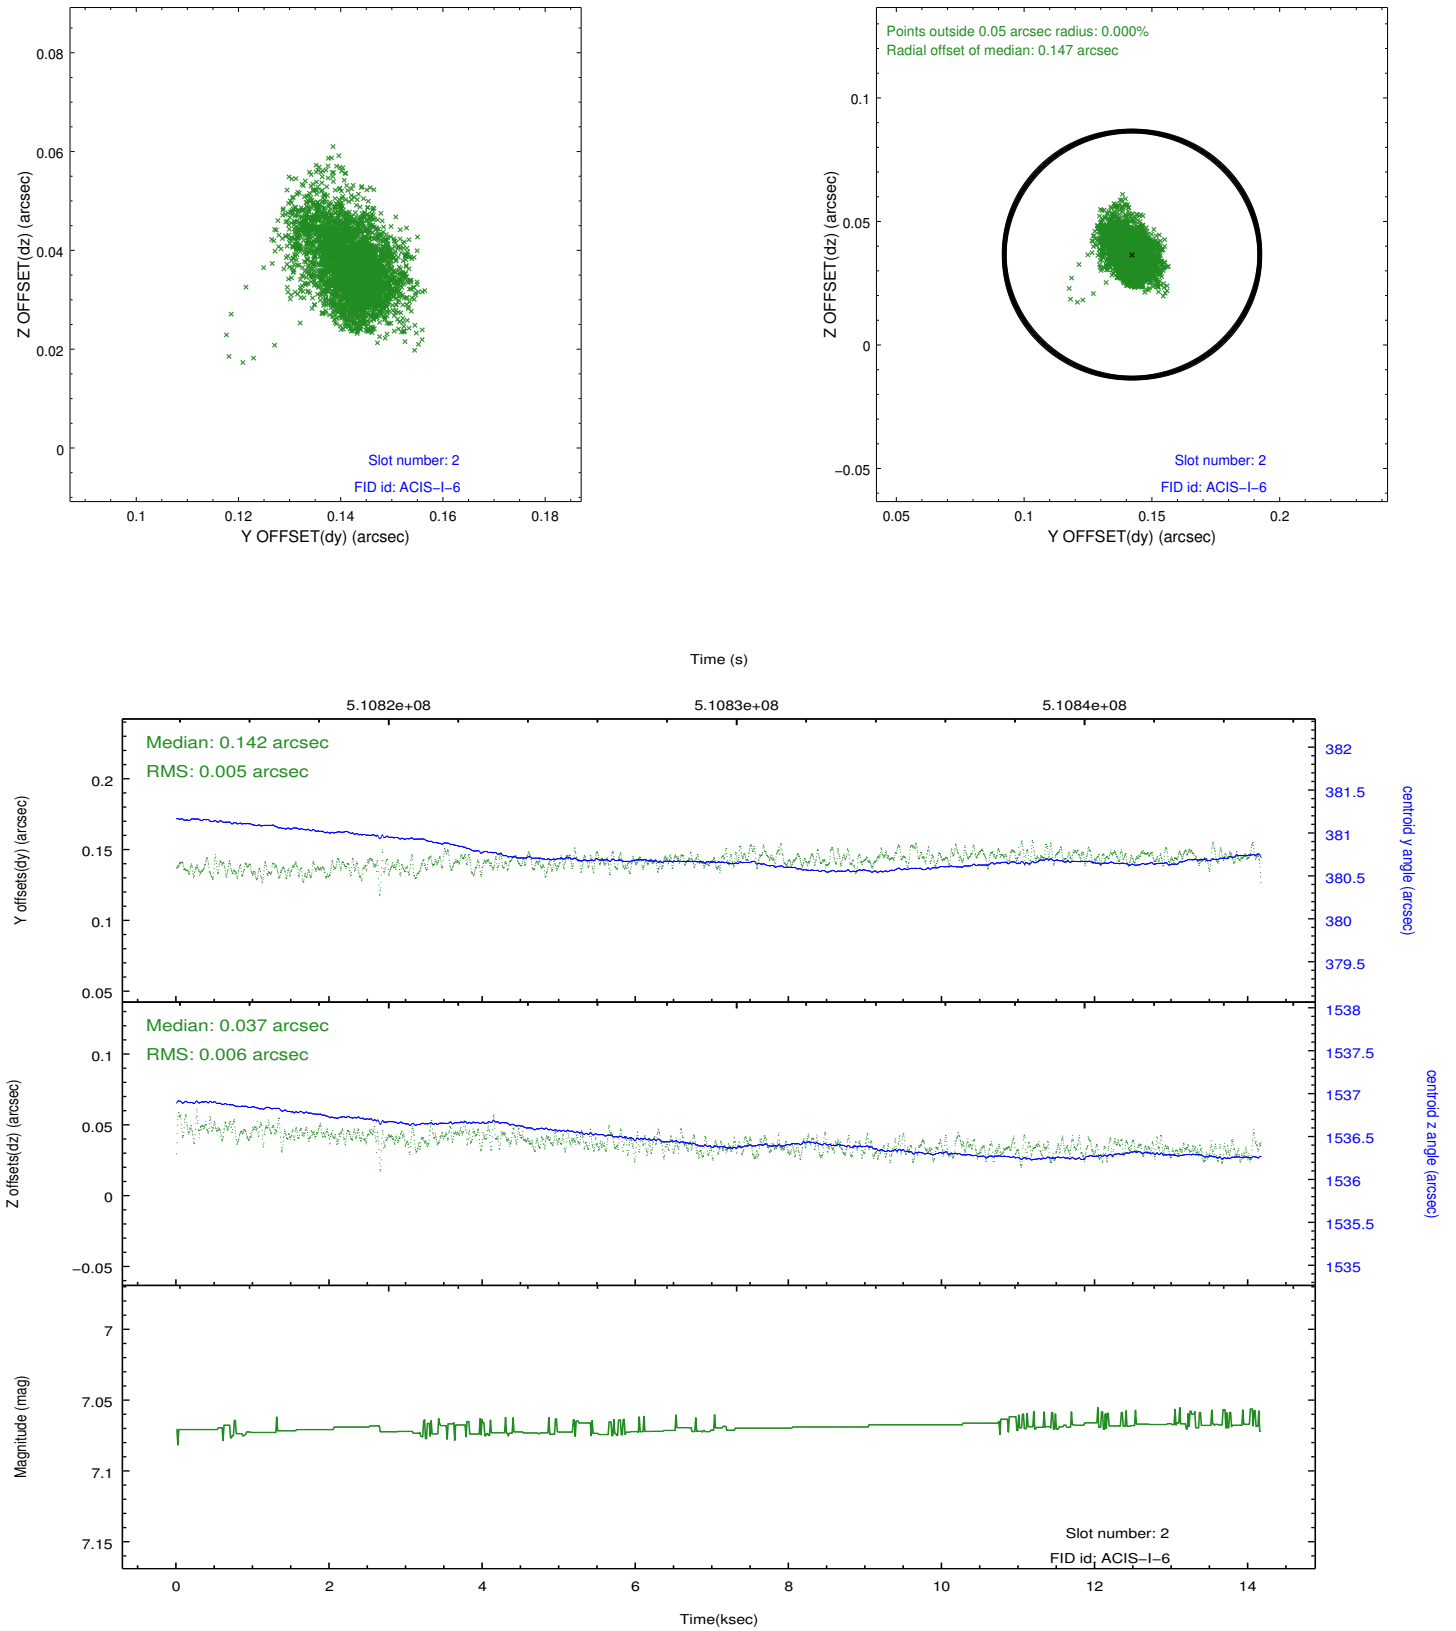 0.08
0.06
0.04
0.02
0
Z OFFSET(dz) (arcsec)
Slot number: 2
FID id: ACIS−I−6
0.1
0.12
0.14
0.16
0.18
Y OFFSET(dy) (arcsec)
Points outside 0.05 arcsec radius: 0.000%
Radial offset of median: 0.147 arcsec
0.1
0.05
0
−0.05
Z OFFSET(dz) (arcsec)
Slot number: 2
FID id: ACIS−I−6
0.05
0.1
0.15
0.2
Y OFFSET(dy) (arcsec)
Time (s)
5.1082e+08
5.1083e+08
5.1084e+08
Median: 0.142 arcsec
RMS: 0.005 arcsec
0.2
0.15
0.1
0.05
Y offsets(dy) (arcsec)
382
381.5
381
380.5
380
379.5
centroid y angle (arcsec)
Median: 0.037 arcsec
RMS: 0.006 arcsec
0.1
0.05
0
−0.05
Z offsets(dz) (arcsec)
1538
1537.5
1537
1536.5
1536
1535.5
1535
centroid z angle (arcsec)
7
7.05
7.1
7.15
Magnitude (mag)
Slot number: 2
FID id: ACIS−I−6
0
2
4
6
8
10
12
14
Time(ksec)